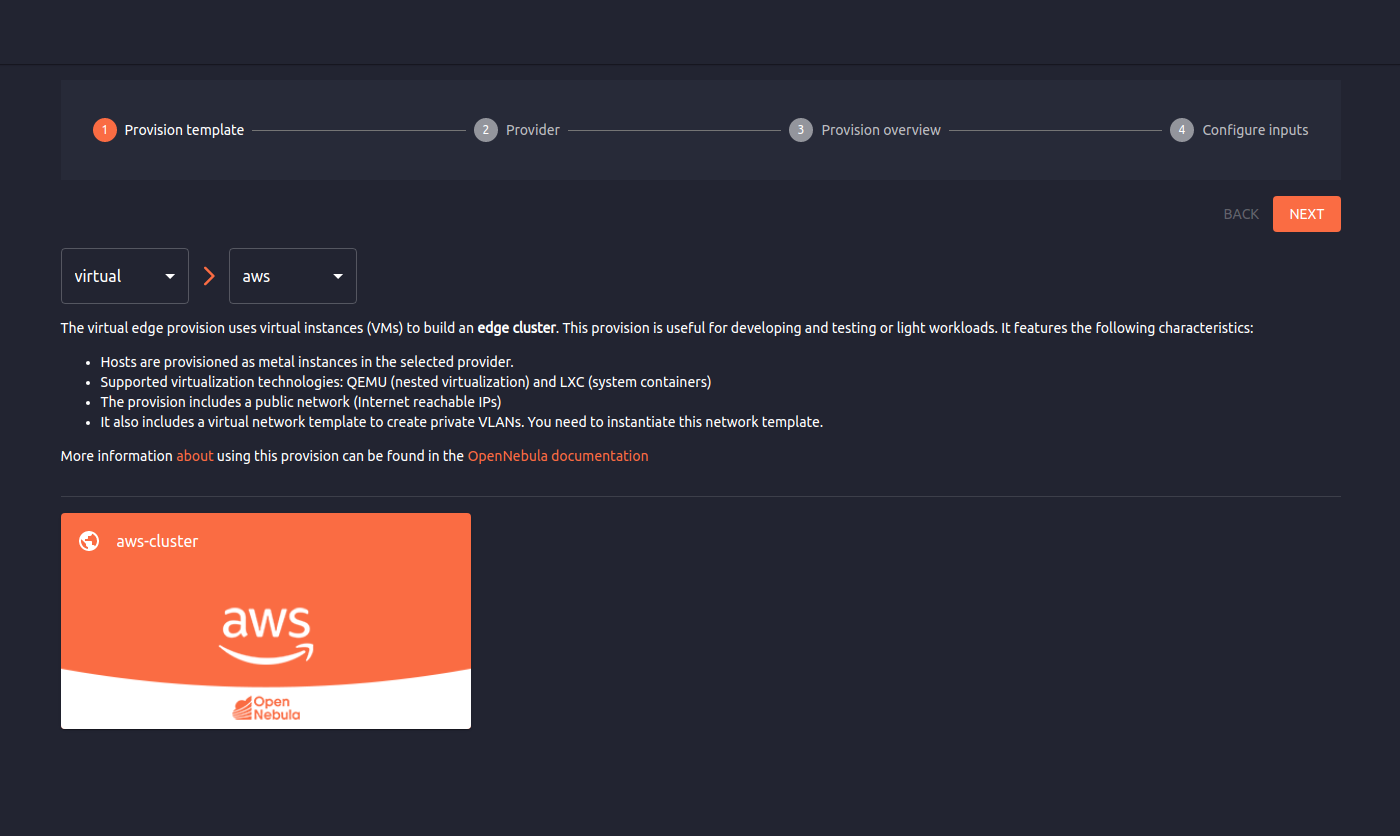 1 Provision template
2 Provider
3 Provision overview
4 Configure inputs
BACK
NEXT
virtual
aws
The virtual edge provision uses virtual instances (VMs) to build an edge cluster. This provision is useful for developing and testing or light workloads. It features the following characteristics:
• Hosts are provisioned as metal instances in the selected provider.
• Supported virtualization technologies: QEMU (nested virtualization) and LXC (system containers)
• The provision includes a public network (Internet reachable IPs)
• It also includes a virtual network template to create private VLANs. You need to instantiate this network template.
More information about using this provision can be found in the OpenNebula documentation
aws-cluster
aws
Open
Nebula